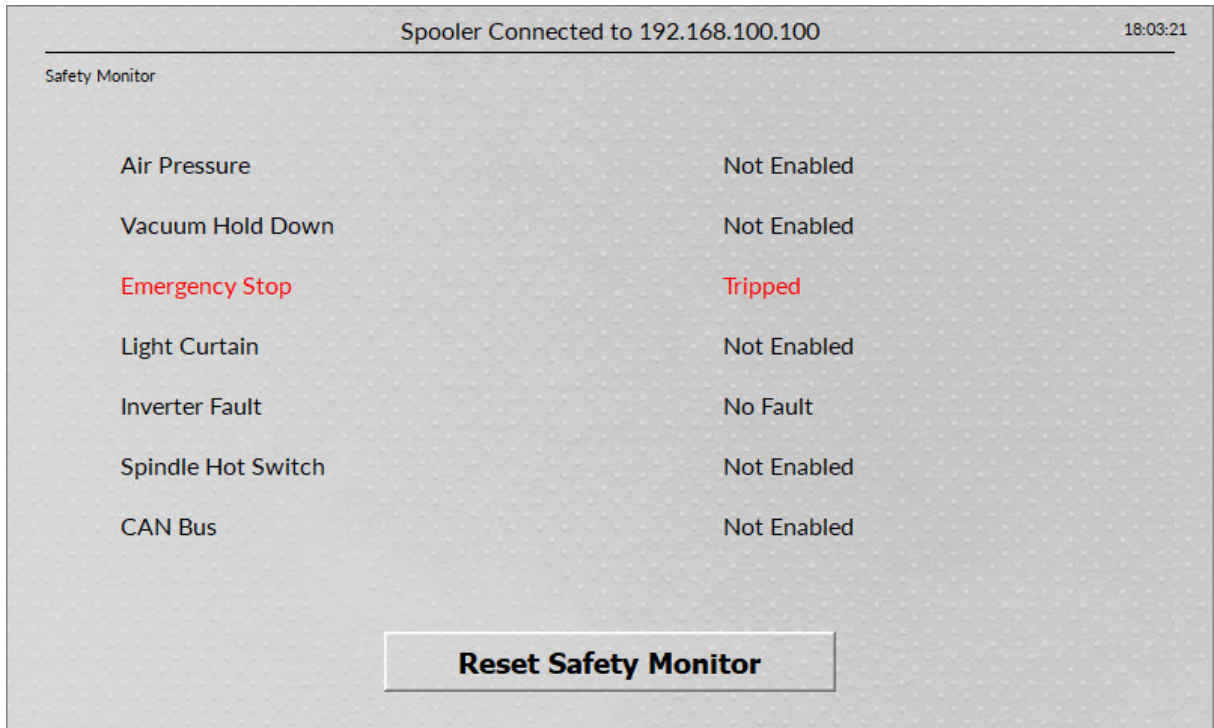 Spooler Connected to 192.168.100.100 18:03:21
Safety Monitor
Air Pressure Not Enabled
Vacuum Hold Down Not Enabled
Emergency Stop Tripped
Light Curtain Not Enabled
Inverter Fault No Fault
Spindle Hot Switch Not Enabled
CAN Bus Not Enabled
Reset Safety Monitor